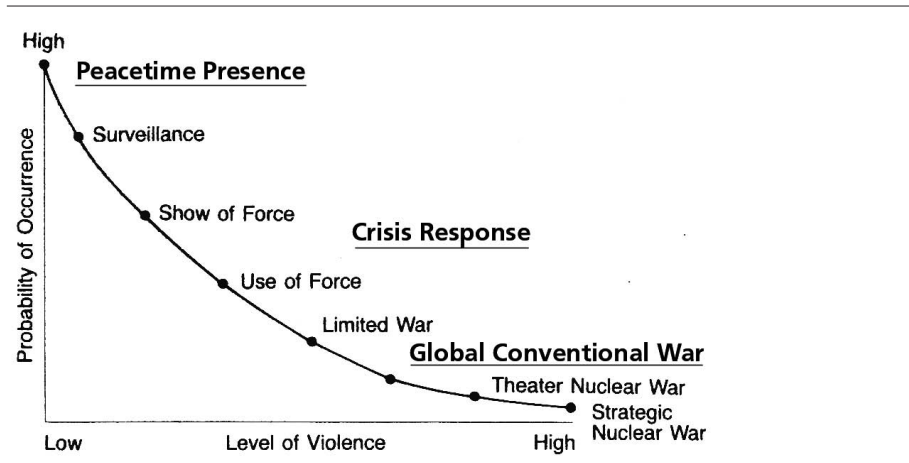 High
Peacetime Presence
Surveillance
Show of Force
Crisis Response
Use of Force
Limited War
Global Conventional War
Theater Nuclear War
Strategic
Nuclear War
Probability of Occurrence
Low
Level of Violence
High